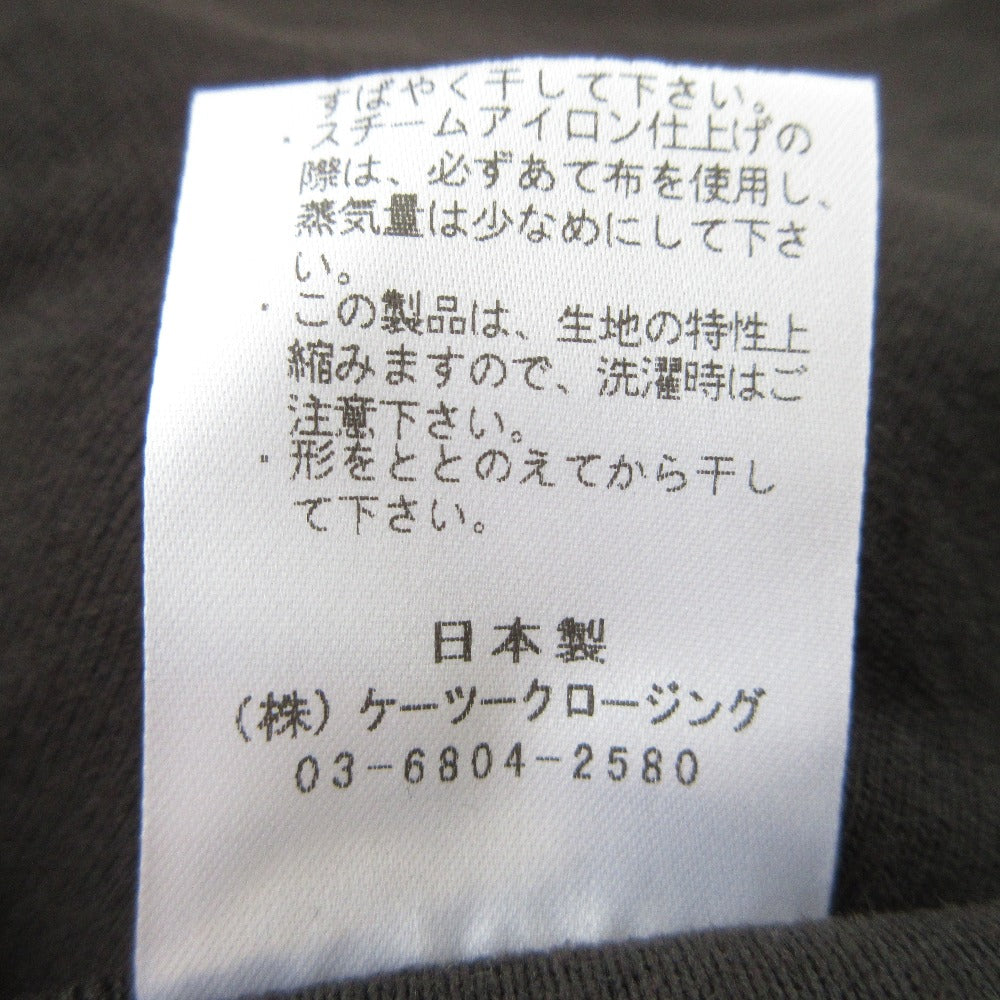 すばやく干して下さい。
・スチームアイロン仕上げの
際は、必ずあて布を使用し、
蒸気量は少なめにして下さ
い。
・この製品は、生地の特性上
縮みますので、洗濯時はご
注意下さい。
・形をととのえてから干し
て下さい。
日本製
(株)ケーツークロージング
03-6804-2580